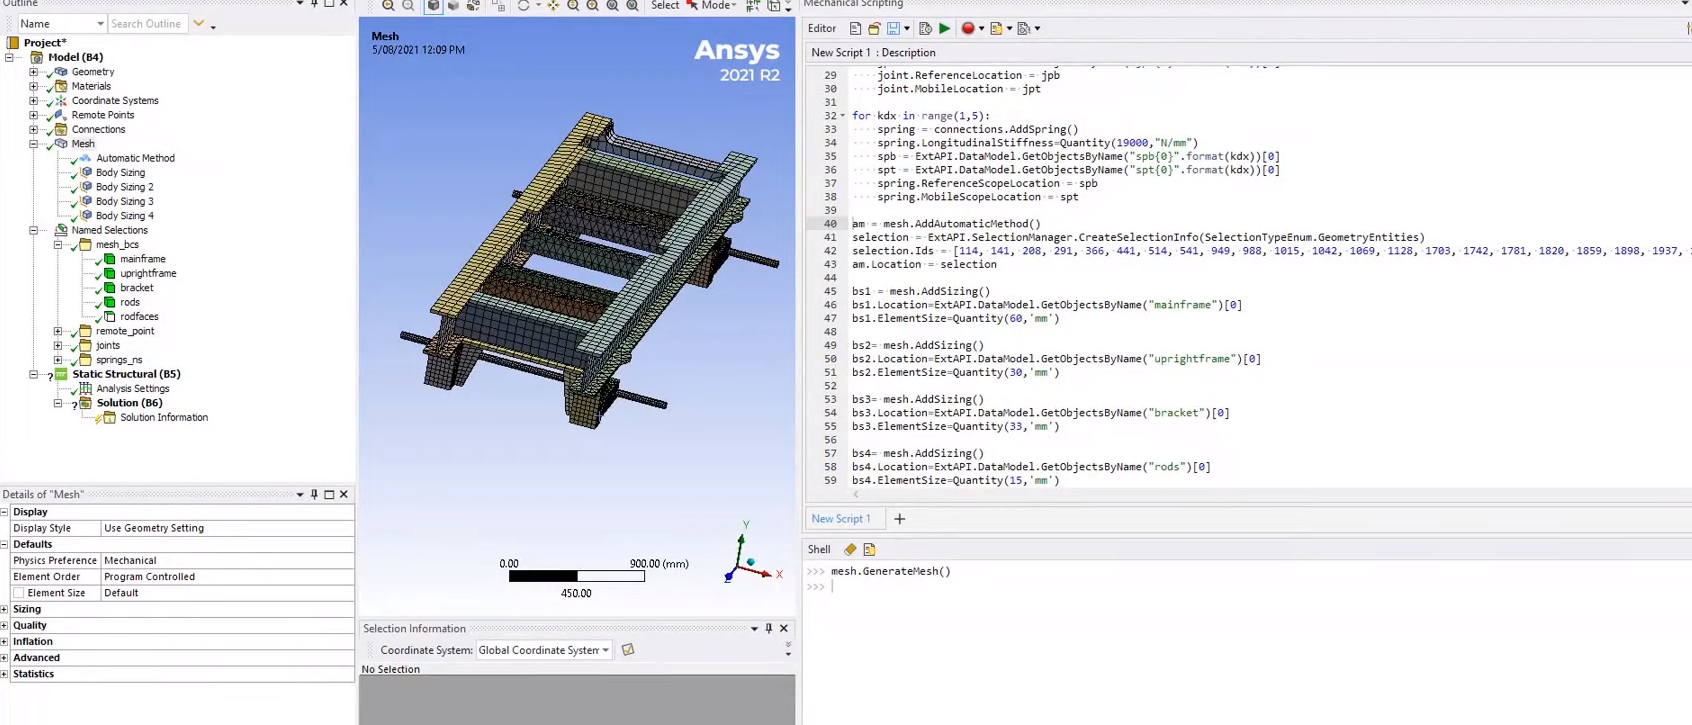 Outline
Name
Search Outline
Project*
Model (B4)
Geometry
Materials
Coordinate Systems
Remote Points
Connections
Mesh
Automatic Method
Body Sizing
Body Sizing 2
Body Sizing 3
Body Sizing 4
Named Selections
mesh_bcs
mainframe
uprightframe
bracket
rods
rodfaces
remote_point
joints
springs_ns
Static Structural (B5)
Analysis Settings
Solution (B6)
Solution Information
Details of "Mesh"
Display
Display Style Use Geometry Setting
Defaults
Physics Preference Mechanical
Element Order Program Controlled
Element Size Default
Sizing
Quality
Inflation
Advanced
Statistics
Select Mode
Mesh
5/08/2021 12:09 PM
Ansys
2021 R2
0.00 900.00 (mm)
450.00
Y
X
Z
Selection Information
Coordinate System: Global Coordinate System
No Selection
Mechanical Scripting
Editor
New Script 1 : Description
29 joint.ReferenceLocation = jpb
30 joint.MobileLocation = jpt
31
32 for kdx in range(1,5):
33 spring = connections.AddSpring()
34 spring.LongitudinalStiffness=Quantity(19000,"N/mm")
35 spb = ExtAPI.DataModel.GetObjectsByName("spb{0}".format(kdx))[0]
36 spt = ExtAPI.DataModel.GetObjectsByName("spt{0}".format(kdx))[0]
37 spring.ReferenceScopeLocation = spb
38 spring.MobileScopeLocation = spt
39
40 am = mesh.AddAutomaticMethod()
41 selection = ExtAPI.SelectionManager.CreateSelectionInfo(SelectionTypeEnum.GeometryEntities)
42 selection.Ids = [114, 141, 208, 291, 366, 441, 514, 541, 949, 988, 1015, 1042, 1069, 1128, 1703, 1742, 1781, 1820, 1859, 1898, 1937,
43 am.Location = selection
44
45 bs1 = mesh.AddSizing()
46 bs1.Location=ExtAPI.DataModel.GetObjectsByName("mainframe")[0]
47 bs1.ElementSize=Quantity(60,'mm')
48
49 bs2= mesh.AddSizing()
50 bs2.Location=ExtAPI.DataModel.GetObjectsByName("uprightframe")[0]
51 bs2.ElementSize=Quantity(30,'mm')
52
53 bs3= mesh.AddSizing()
54 bs3.Location=ExtAPI.DataModel.GetObjectsByName("bracket")[0]
55 bs3.ElementSize=Quantity(33,'mm')
56
57 bs4= mesh.AddSizing()
58 bs4.Location=ExtAPI.DataModel.GetObjectsByName("rods")[0]
59 bs4.ElementSize=Quantity(15,'mm')
New Script 1
Shell
>>> mesh.GenerateMesh()
>>>